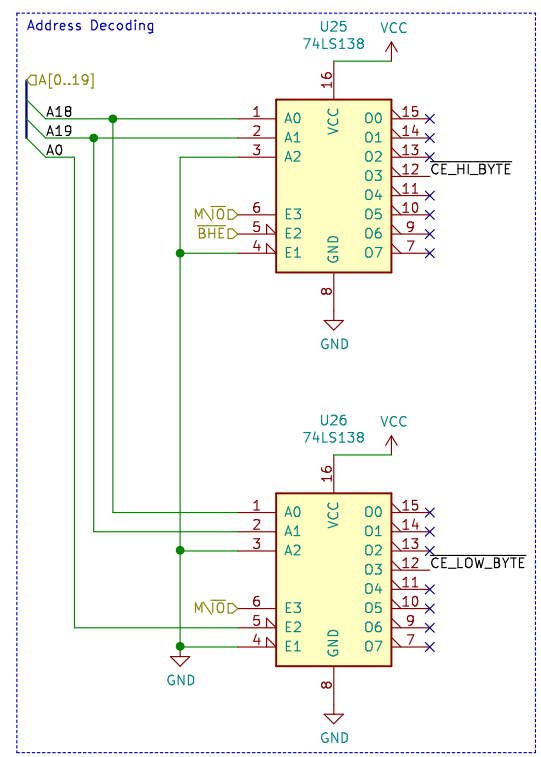 Address Decoding
U25
74LS138
VCC
A[0..19]
A18
A19
A0
16
VCC
1 A0 O0 15
2 A1 O1 14
3 A2 O2 13
O3 12 CE_HI_BYTE
O4 11
M\IO 6 E3 O5 10
BHE 5 E2 O6 9
4 E1 O7 7
GND
8
GND
U26
74LS138
VCC
16
VCC
1 A0 O0 15
2 A1 O1 14
3 A2 O2 13
O3 12 CE_LOW_BYTE
O4 11
M\IO 6 E3 O5 10
5 E2 O6 9
4 E1 O7 7
GND
GND
8
GND